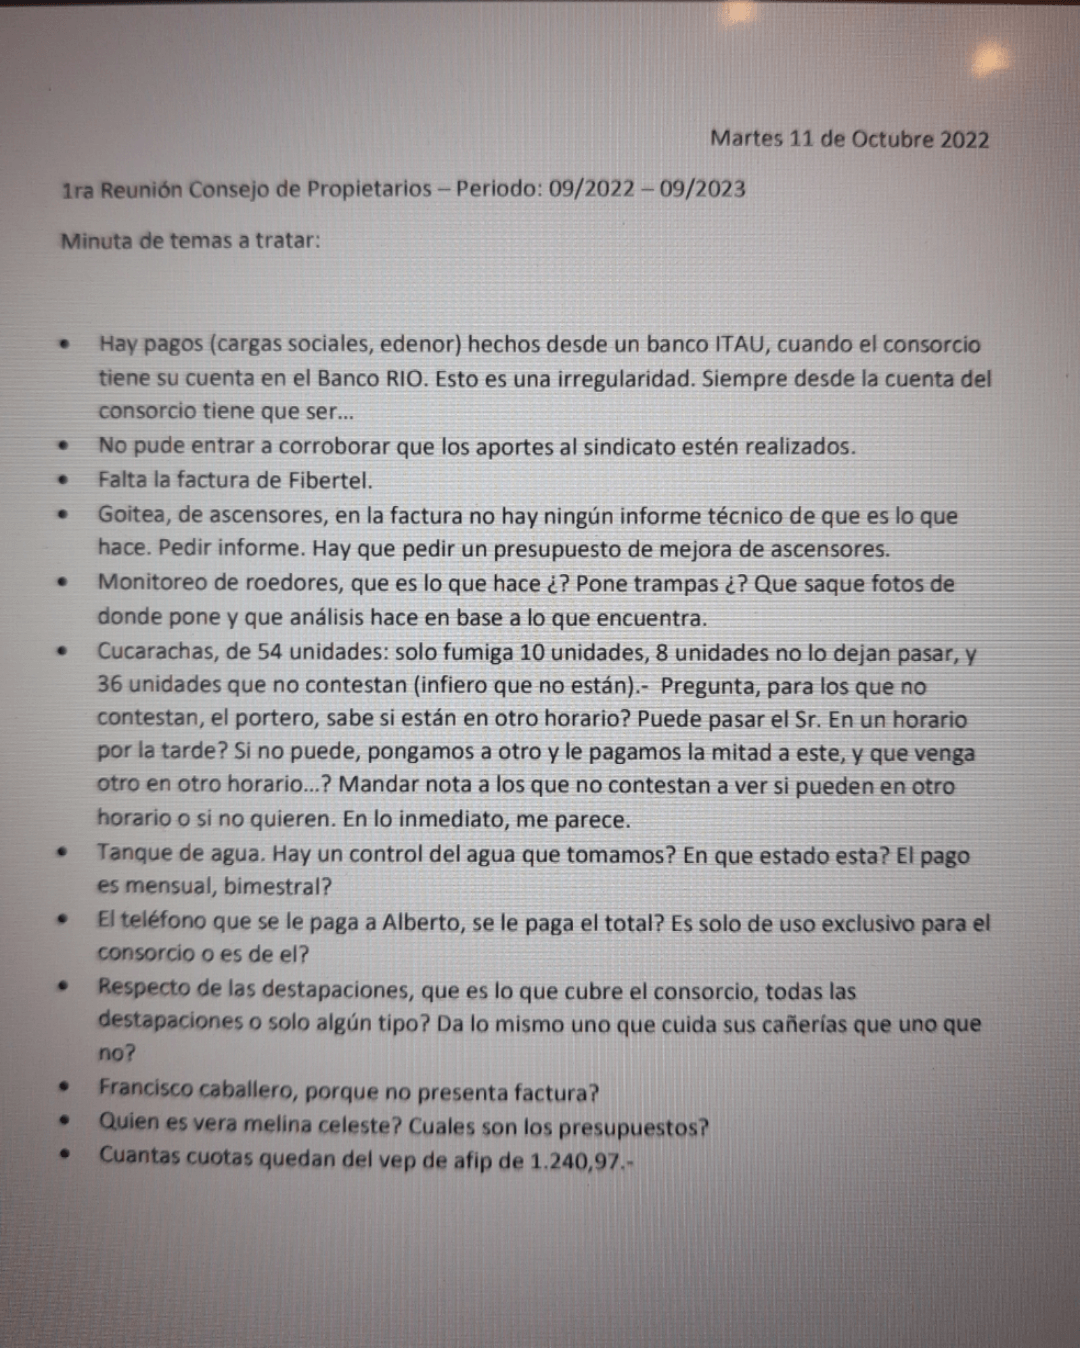 Martes 11 de Octubre 2022
1ra Reunión Consejo de Propietarios – Periodo: 09/2022 – 09/2023
Minuta de temas a tratar:
• Hay pagos (cargas sociales, edenor) hechos desde un banco ITAU, cuando el consorcio
tiene su cuenta en el Banco RIO. Esto es una irregularidad. Siempre desde la cuenta del
consorcio tiene que ser...
• No pude entrar a corroborar que los aportes al sindicato estén realizados.
• Falta la factura de Fibertel.
• Goitea, de ascensores, en la factura no hay ningún informe técnico de que es lo que
hace. Pedir informe. Hay que pedir un presupuesto de mejora de ascensores.
• Monitoreo de roedores, que es lo que hace ¿? Pone trampas ¿? Que saque fotos de
donde pone y que análisis hace en base a lo que encuentra.
• Cucarachas, de 54 unidades: solo fumiga 10 unidades, 8 unidades no lo dejan pasar, y
36 unidades que no contestan (infiero que no están).- Pregunta, para los que no
contestan, el portero, sabe si están en otro horario? Puede pasar el Sr. En un horario
por la tarde? Si no puede, pongamos a otro y le pagamos la mitad a este, y que venga
otro en otro horario...? Mandar nota a los que no contestan a ver si pueden en otro
horario o si no quieren. En lo inmediato, me parece.
• Tanque de agua. Hay un control del agua que tomamos? En que estado esta? El pago
es mensual, bimestral?
• El teléfono que se le paga a Alberto, se le paga el total? Es solo de uso exclusivo para el
consorcio o es de el?
• Respecto de las destapaciones, que es lo que cubre el consorcio, todas las
destapaciones o solo algún tipo? Da lo mismo uno que cuida sus cañerías que uno que
no?
• Francisco caballero, porque no presenta factura?
• Quien es vera melina celeste? Cuales son los presupuestos?
• Cuantas cuotas quedan del vep de afip de 1.240,97.-